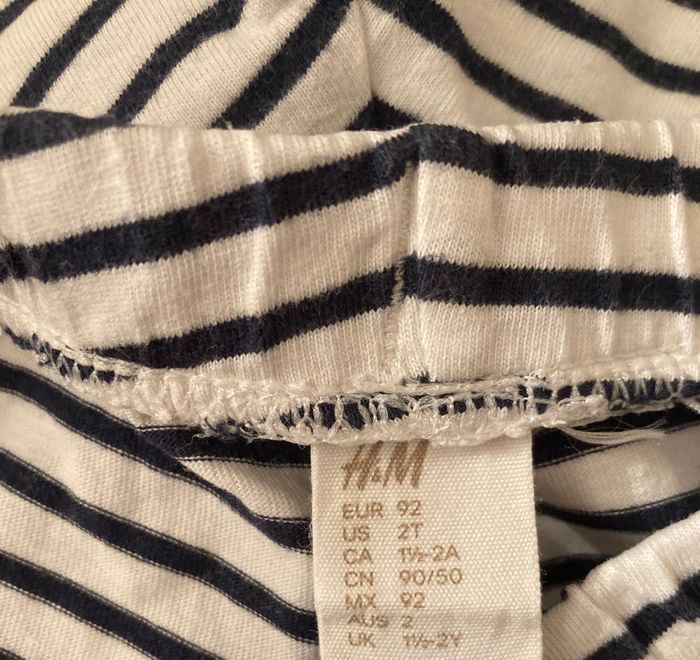 H&M
EUR 92
US 2T
CA 1½-2A
CN 90/50
MX 92
AUS 2
UK 1½-2Y